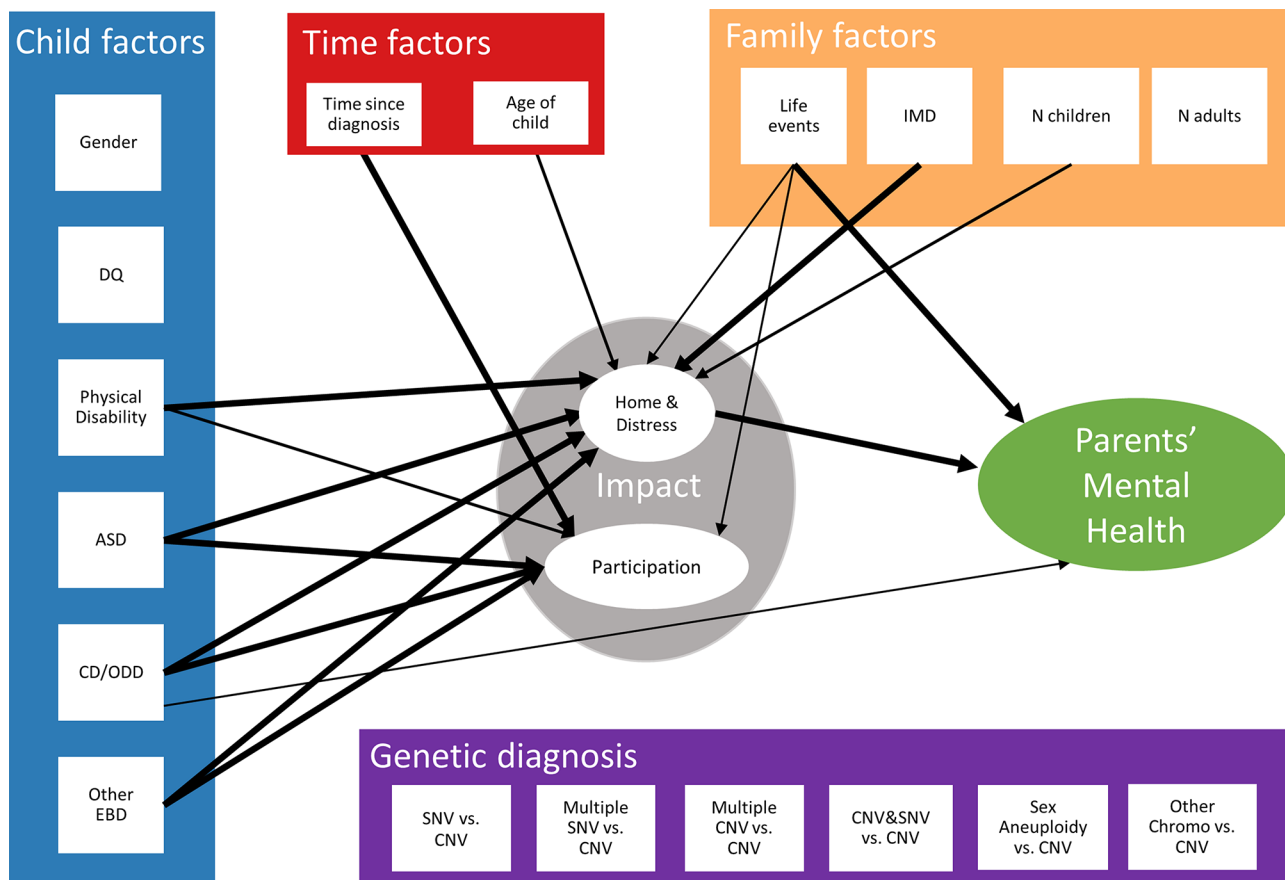 Child factors
Gender
DQ
Physical
Disability
ASD
CD/ODD
Other
EBD
Time factors
Time since
diagnosis
Age of
child
Family factors
Life
events
IMD
N children
N adults
Home &
Distress
Impact
Participation
Parents’
Mental
Health
Genetic diagnosis
SNV vs.
CNV
Multiple
SNV vs.
CNV
Multiple
CNV vs.
CNV
CNV&SNV
vs. CNV
Sex
Aneuploidy
vs. CNV
Other
Chromo vs.
CNV